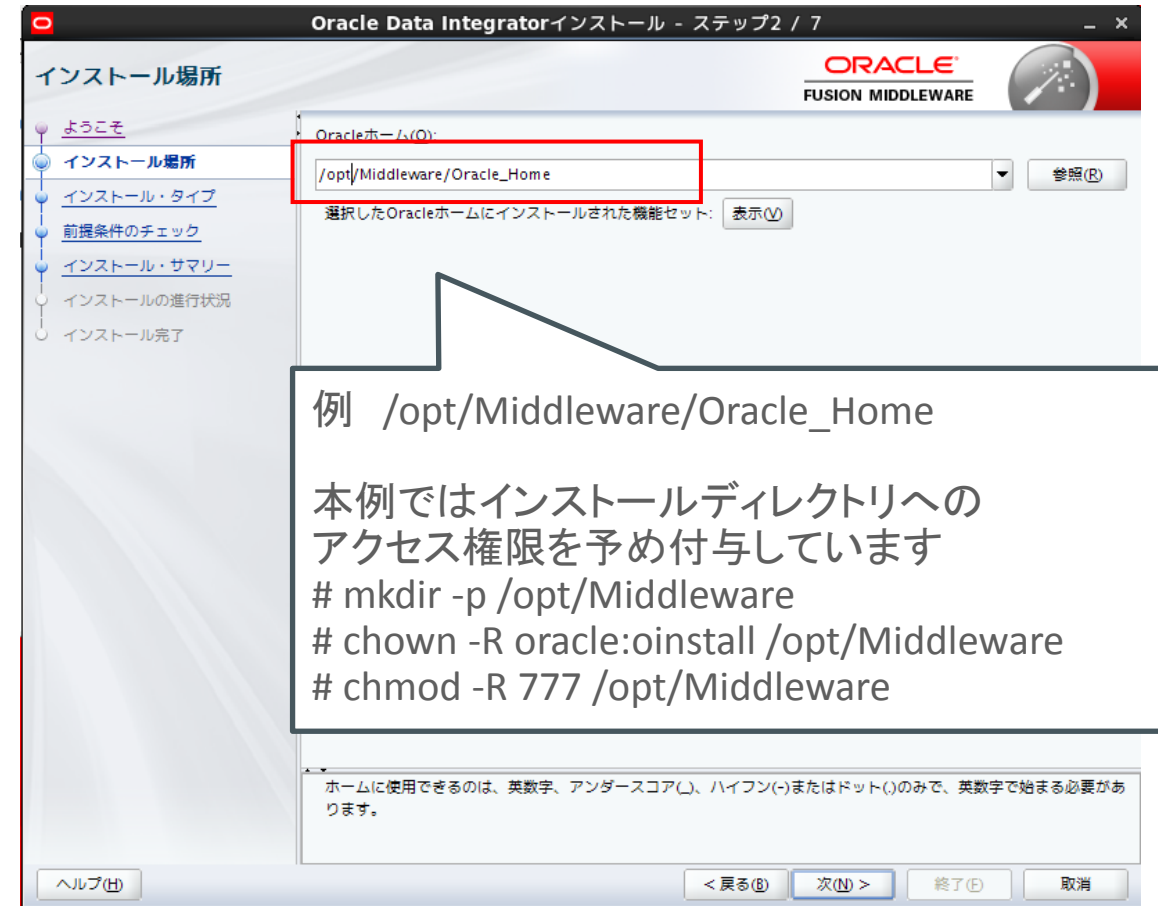 Oracle Data Integratorインストール - ステップ2 / 7
インストール場所
ORACLE
FUSION MIDDLEWARE
ようこそ
インストール場所
インストール・タイプ
前提条件のチェック
インストール・サマリー
インストールの進行状況
インストール完了
Oracleホーム(O):
/opt/Middleware/Oracle_Home
参照(R)
選択したOracleホームにインストールされた機能セット: 表示(V)
例 /opt/Middleware/Oracle_Home
本例ではインストールディレクトリへの
アクセス権限を予め付与しています
# mkdir -p /opt/Middleware
# chown -R oracle:oinstall /opt/Middleware
# chmod -R 777 /opt/Middleware
ホームに使用できるのは、英数字、アンダースコア(_)、ハイフン(-)またはドット(.)のみで、英数字で始まる必要があ
ります。
ヘルプ(H)
< 戻る(B)
次(N) >
終了(F)
取消